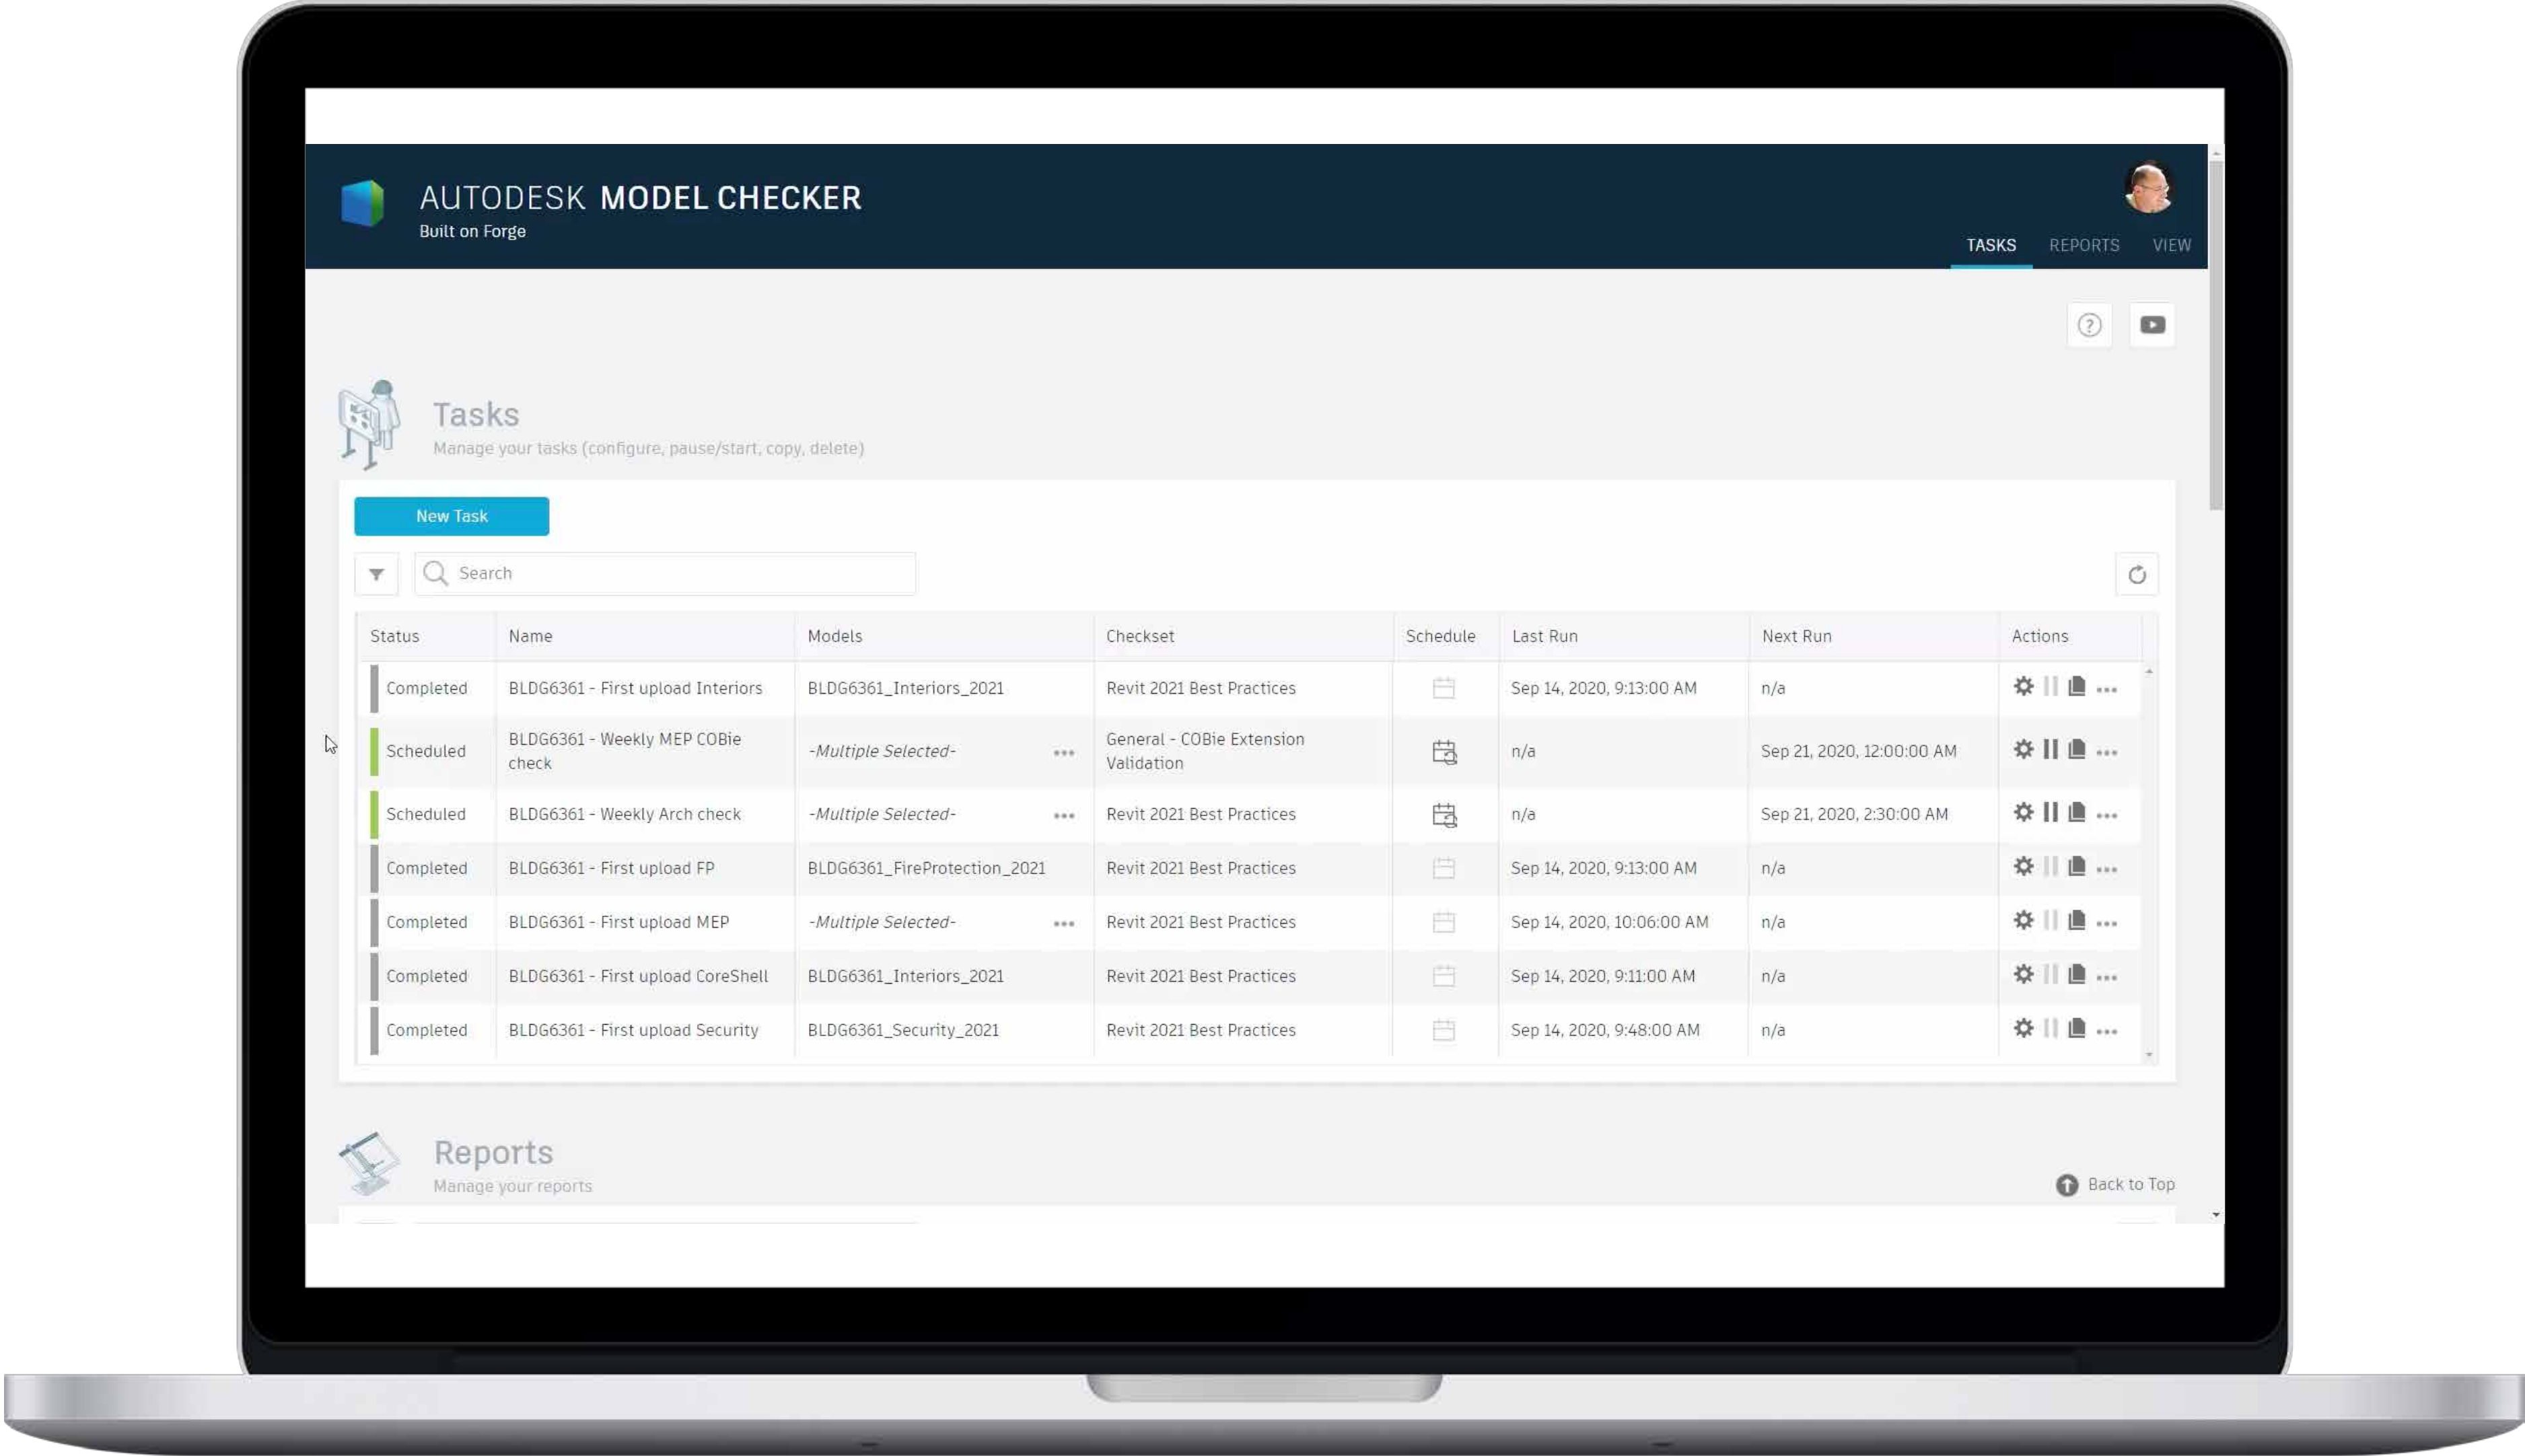 AUTODESK MODEL CHECKER
Built on Forge
TASKS REPORTS VIEW
Tasks
Manage your tasks (configure, pause/start, copy, delete)
New Task
Search
Status Name Models Checkset Schedule Last Run Next Run Actions
Completed BLDG6361 - First upload Interiors BLDG6361_Interiors_2021 Revit 2021 Best Practices Sep 14, 2020, 9:13:00 AM n/a
Scheduled BLDG6361 - Weekly MEP COBie check -Multiple Selected- General - COBie Extension Validation n/a Sep 21, 2020, 12:00:00 AM
Scheduled BLDG6361 - Weekly Arch check -Multiple Selected- Revit 2021 Best Practices n/a Sep 21, 2020, 2:30:00 AM
Completed BLDG6361 - First upload FP BLDG6361_FireProtection_2021 Revit 2021 Best Practices Sep 14, 2020, 9:13:00 AM n/a
Completed BLDG6361 - First upload MEP -Multiple Selected- Revit 2021 Best Practices Sep 14, 2020, 10:06:00 AM n/a
Completed BLDG6361 - First upload CoreShell BLDG6361_Interiors_2021 Revit 2021 Best Practices Sep 14, 2020, 9:11:00 AM n/a
Completed BLDG6361 - First upload Security BLDG6361_Security_2021 Revit 2021 Best Practices Sep 14, 2020, 9:48:00 AM n/a
Reports
Manage your reports
Back to Top